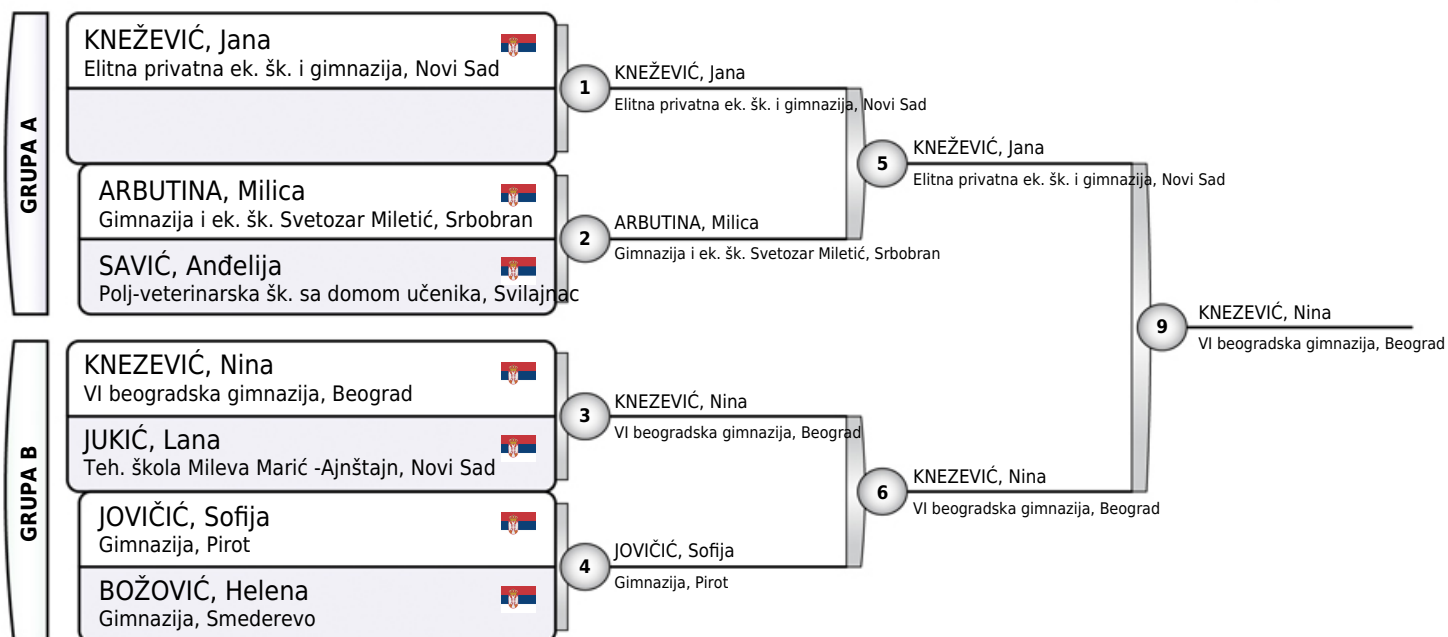 GRUPA A
KNEŽEVIĆ, Jana
Elitna privatna ek. šk. i gimnazija, Novi Sad
ARBUTINA, Milica
Gimnazija i ek. šk. Svetozar Miletić, Srbobran
SAVIĆ, Anđelija
Polj-veterinarska šk. sa domom učenika, Svilajnac
GRUPA B
KNEZEVIĆ, Nina
VI beogradska gimnazija, Beograd
JUKIĆ, Lana
Teh. škola Mileva Marić -Ajnštajn, Novi Sad
JOVIČIĆ, Sofija
Gimnazija, Pirot
BOŽOVIĆ, Helena
Gimnazija, Smederevo
1
KNEŽEVIĆ, Jana
Elitna privatna ek. šk. i gimnazija, Novi Sad
2
ARBUTINA, Milica
Gimnazija i ek. šk. Svetozar Miletić, Srbobran
3
KNEZEVIĆ, Nina
VI beogradska gimnazija, Beograd
4
JOVIČIĆ, Sofija
Gimnazija, Pirot
5
KNEŽEVIĆ, Jana
Elitna privatna ek. šk. i gimnazija, Novi Sad
6
KNEZEVIĆ, Nina
VI beogradska gimnazija, Beograd
9
KNEZEVIĆ, Nina
VI beogradska gimnazija, Beograd